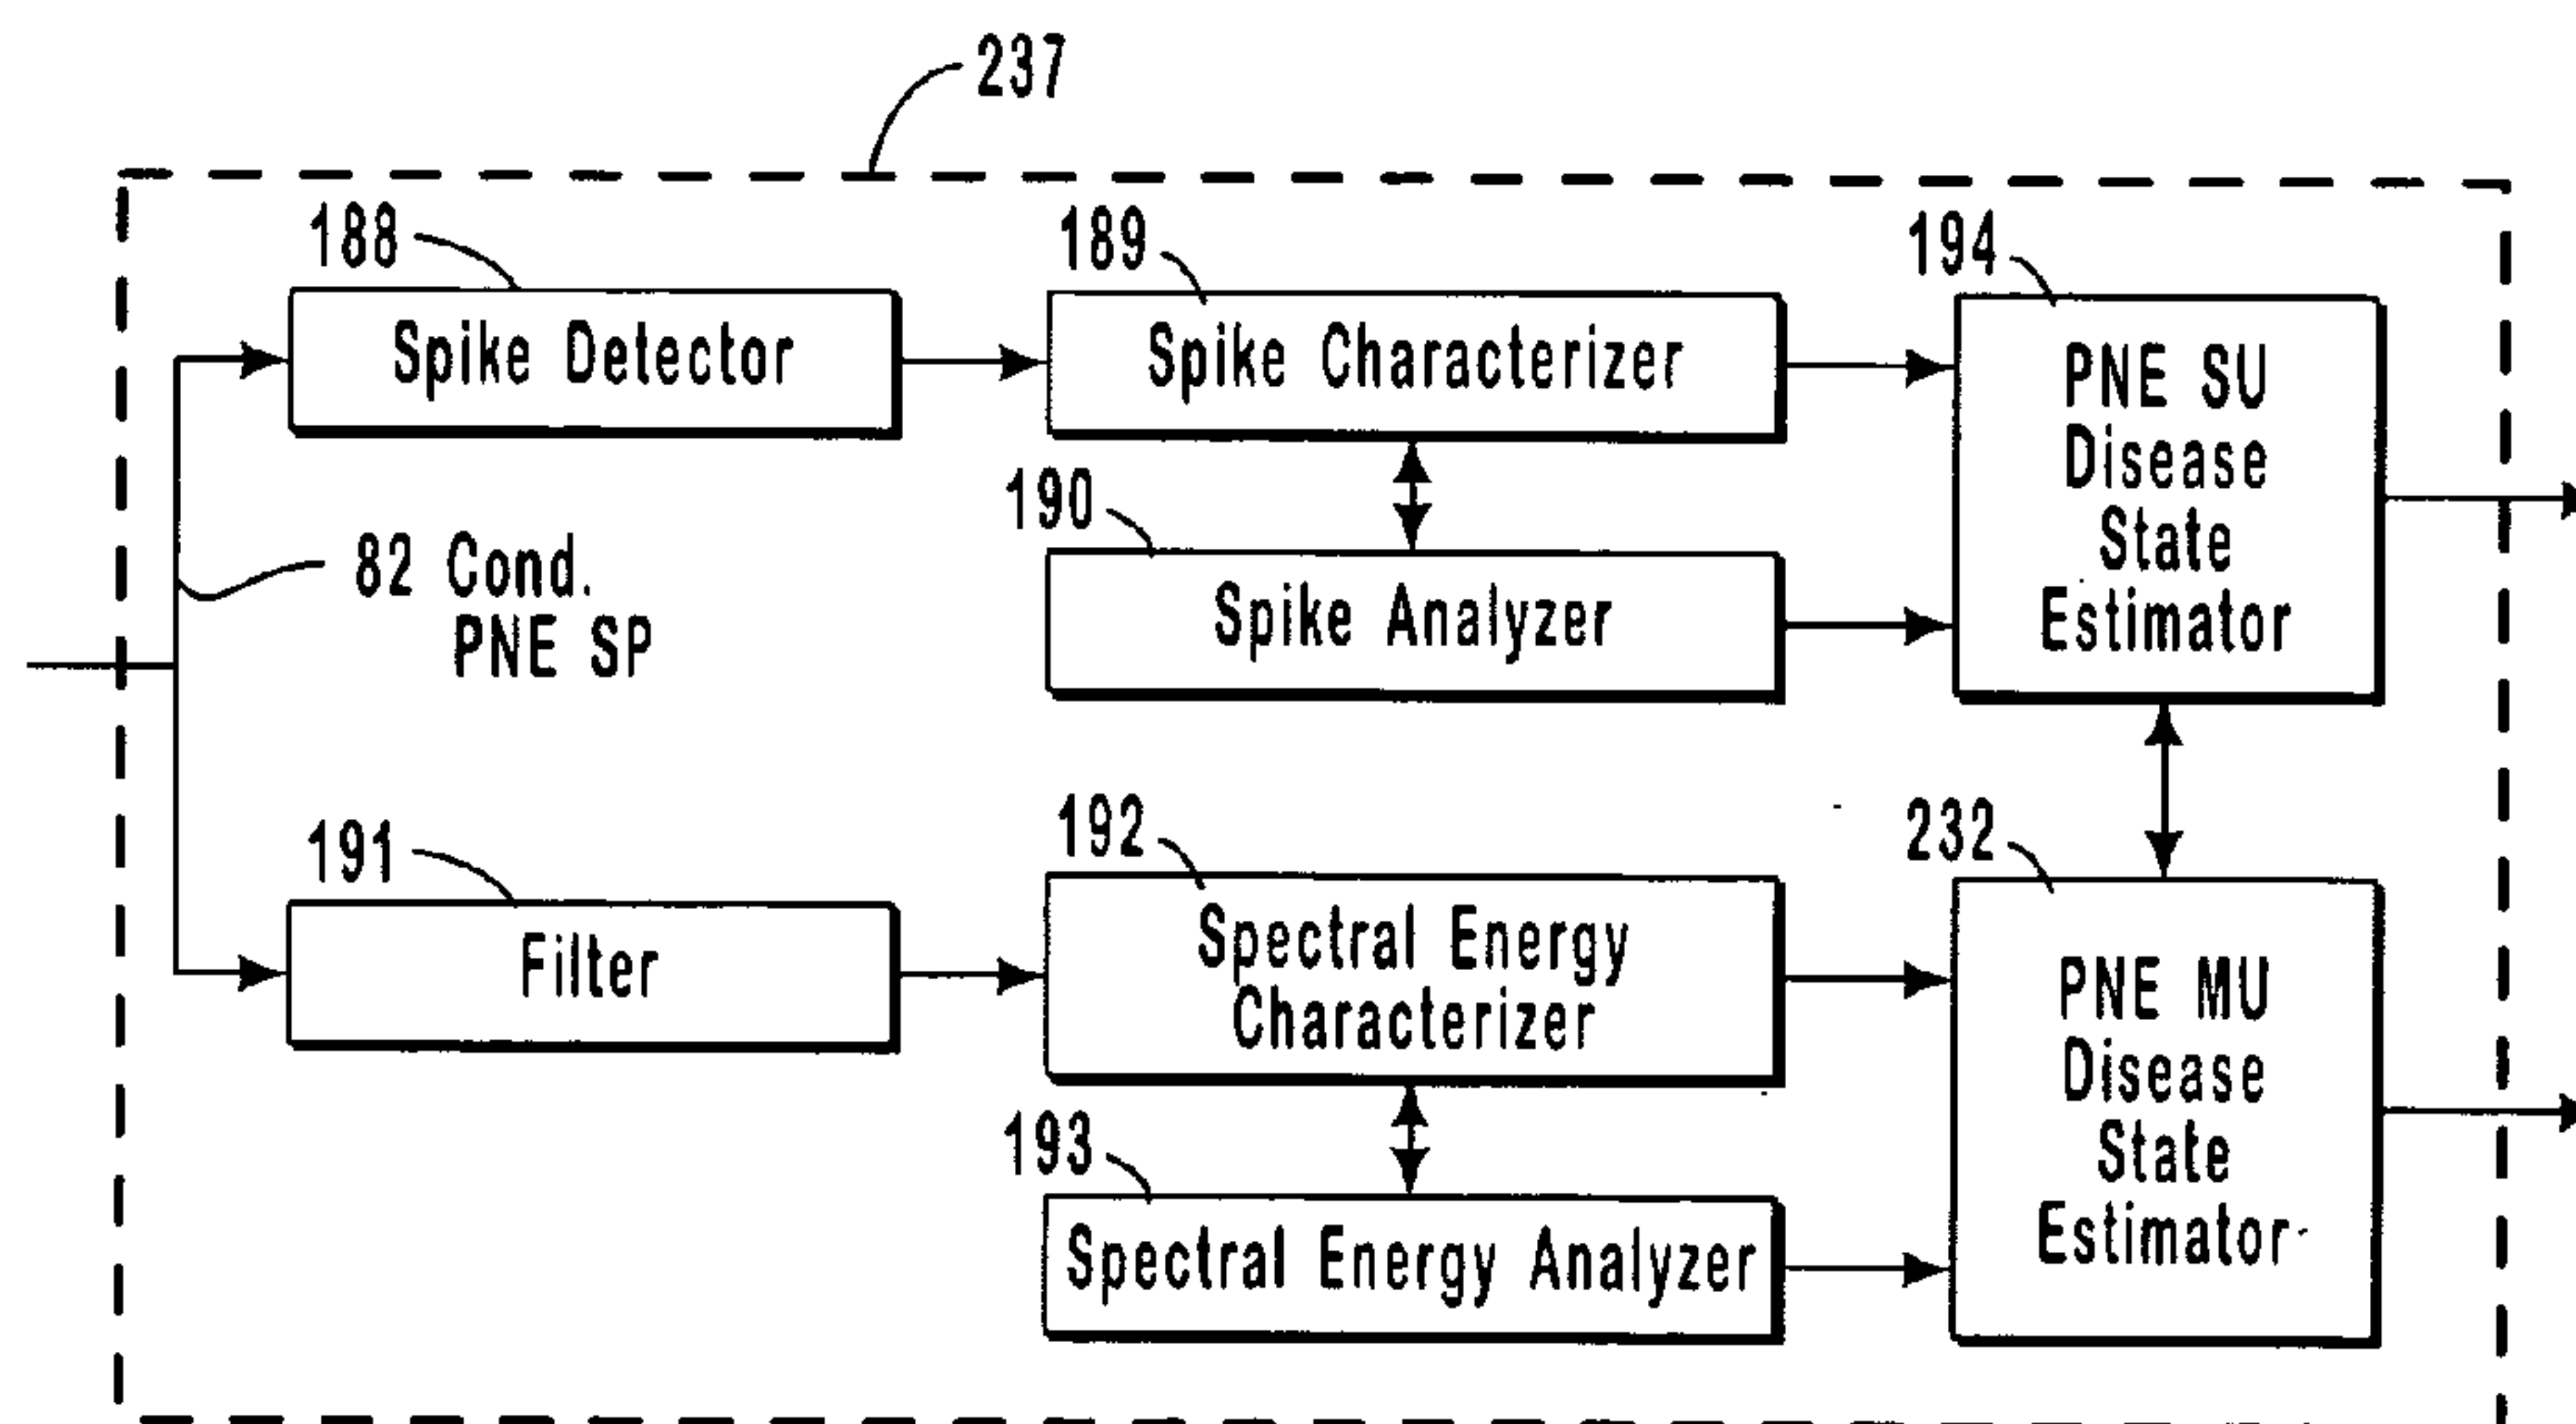 237
188
Spike Detector
189
Spike Characterizer
194
PNE SU
Disease
State
Estimator
190
Spike Analyzer
82 Cond.
PNE SP
191
Filter
192
Spectral Energy
Characterizer
193
Spectral Energy Analyzer
232
PNE MU
Disease
State
Estimator